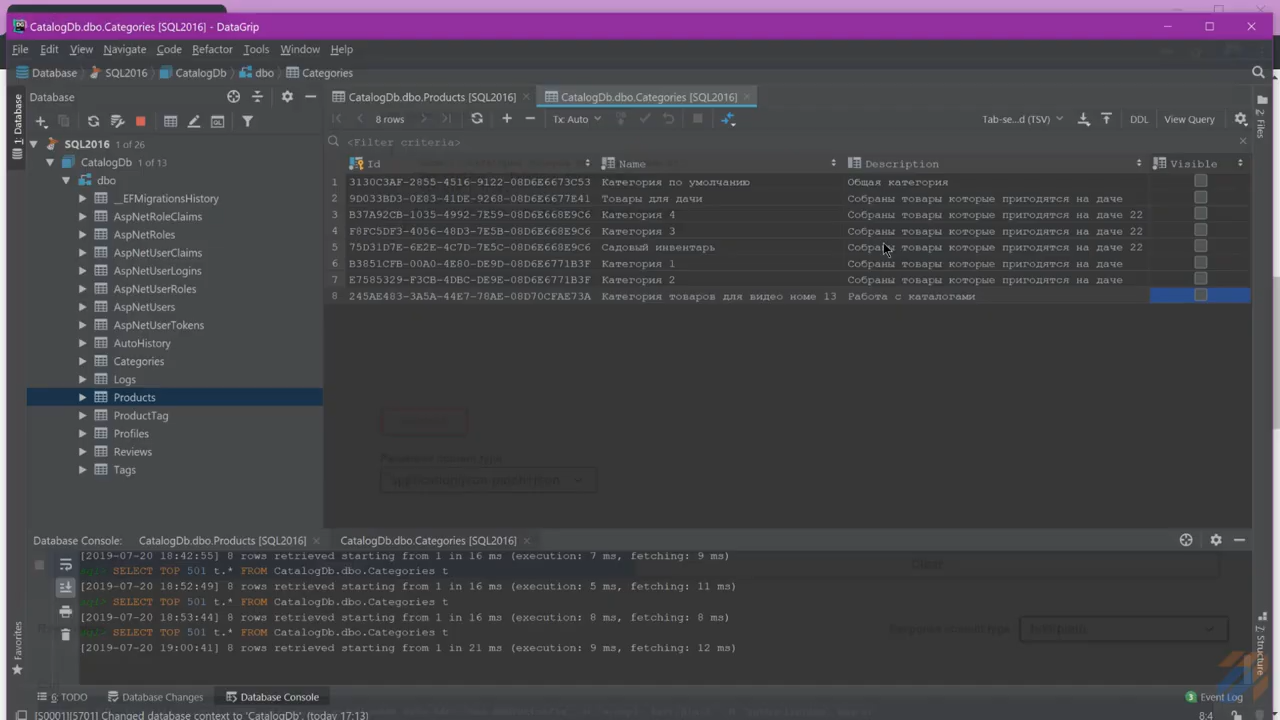 CatalogDb.dbo.Categories [SQL2016] - DataGrip
File Edit View Navigate Code Refactor Tools Window Help
Database SQL2016 CatalogDb dbo Categories
Database
CatalogDb.dbo.Products [SQL2016] CatalogDb.dbo.Categories [SQL2016]
8 rows Tx: Auto Tab-se...d (TSV) DDL View Query
<Filter criteria>
Id Name Description Visible
1 3130C3AF-2855-4516-9122-08D6E6673C53 Категория по умолчанию Общая категория
2 9D033BD3-0E83-41DE-9268-08D6E6677E41 Товары для дачи Собраны товары которые пригодятся на даче
3 B37A92CB-1035-4992-7E59-08D6E668E9C6 Категория 4 Собраны товары которые пригодятся на даче 22
4 F8FC5DF3-4056-48D3-7E5B-08D6E668E9C6 Категория 3 Собраны товары которые пригодятся на даче 22
5 75D31D7E-6E2E-4C7D-7E5C-08D6E668E9C6 Садовый инвентарь Собраны товары которые пригодятся на даче 22
6 B3851CFB-00A0-4E80-DE9D-08D6E6771B3F Категория 1 Собраны товары которые пригодятся на даче
7 E7585329-F3CB-4DBC-DE9E-08D6E6771B3F Категория 2 Собраны товары которые пригодятся на даче
8 245AE483-3A5A-44E7-78AE-08D70CFAE73A Категория товаров для видео номе 13 Работа с каталогами
SQL2016 1 of 26
CatalogDb 1 of 13
dbo
__EFMigrationsHistory
AspNetRoleClaims
AspNetRoles
AspNetUserClaims
AspNetUserLogins
AspNetUserRoles
AspNetUsers
AspNetUserTokens
AutoHistory
Categories
Logs
Products
ProductTag
Profiles
Reviews
Tags
1: Database
2: Files
7: Structure
Favorites
Database Console: CatalogDb.dbo.Products [SQL2016] CatalogDb.dbo.Categories [SQL2016]
[2019-07-20 18:42:55] 8 rows retrieved starting from 1 in 16 ms (execution: 7 ms, fetching: 9 ms)
sql> SELECT TOP 501 t.* FROM CatalogDb.dbo.Categories t
[2019-07-20 18:52:49] 8 rows retrieved starting from 1 in 16 ms (execution: 5 ms, fetching: 11 ms)
sql> SELECT TOP 501 t.* FROM CatalogDb.dbo.Categories t
[2019-07-20 18:53:44] 8 rows retrieved starting from 1 in 16 ms (execution: 8 ms, fetching: 8 ms)
sql> SELECT TOP 501 t.* FROM CatalogDb.dbo.Categories t
[2019-07-20 19:00:41] 8 rows retrieved starting from 1 in 21 ms (execution: 9 ms, fetching: 12 ms)
Clear
6: TODO Database Changes Database Console 3 Event Log
[S0001][5701] Changed database context to 'CatalogDb'. (today 17:13) 8:4